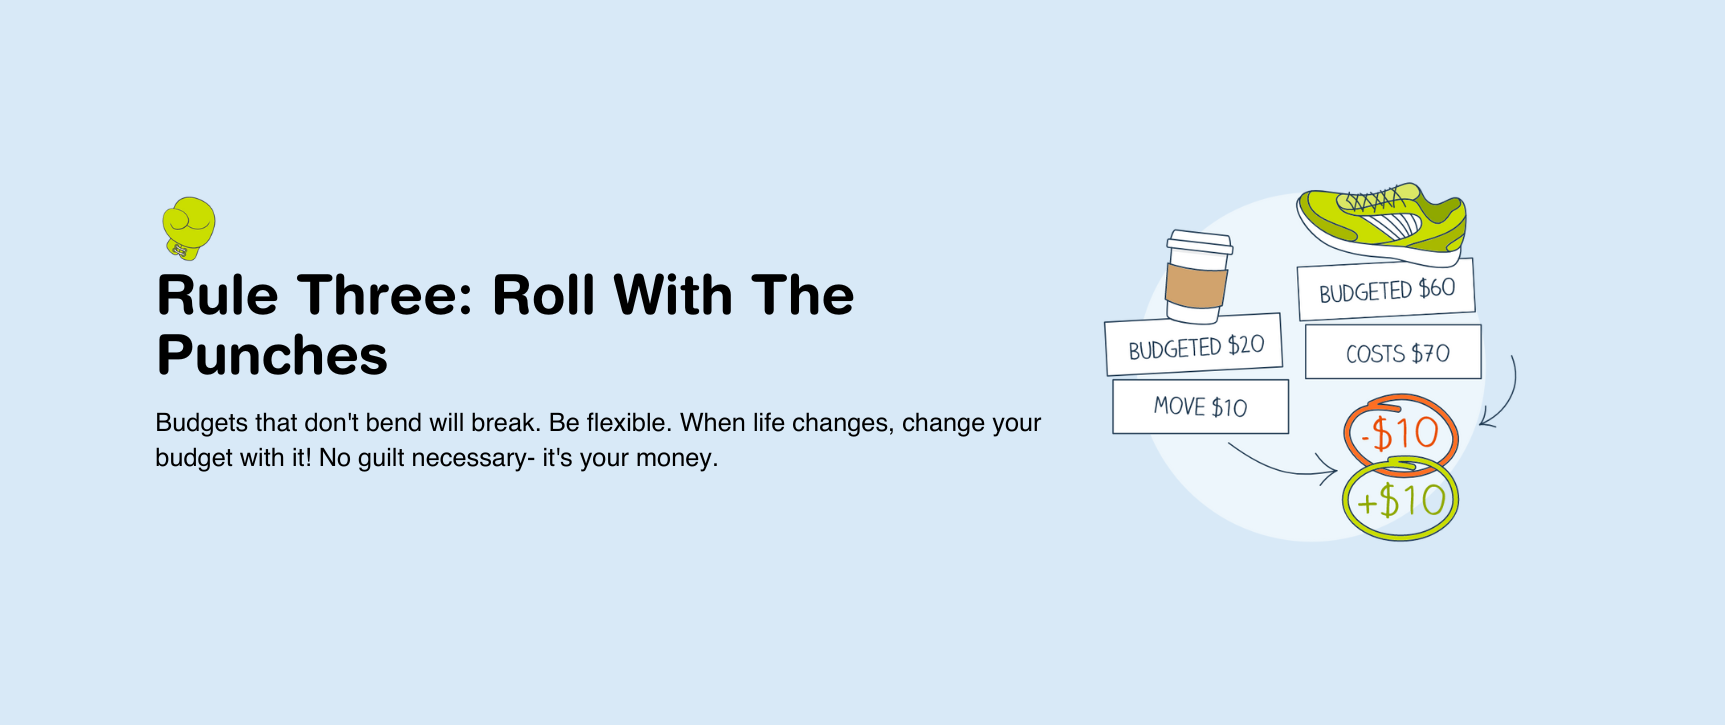 Rule Three: Roll With The
Punches
Budgets that don't bend will break. Be flexible. When life changes, change your
budget with it! No guilt necessary- it's your money.
BUDGETED $20
MOVE $10
BUDGETED $60
COSTS $70
-$10
+$10